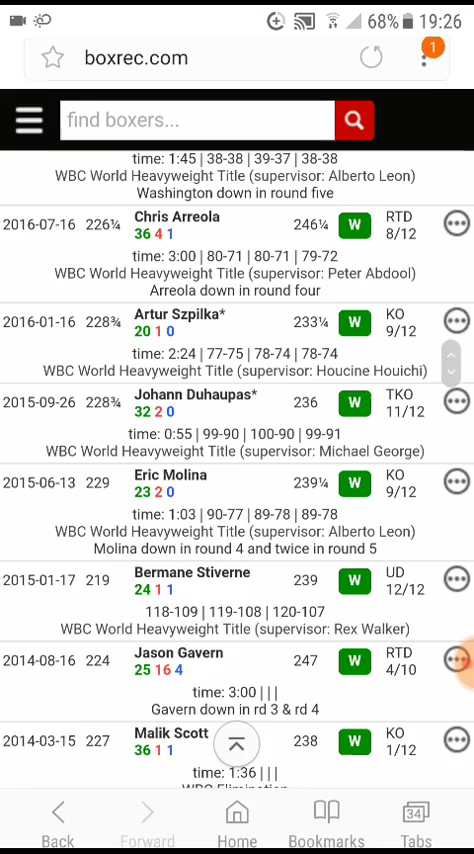 68% 19:26
boxrec.com
1
find boxers...
time: 1:45 | 38-38 | 39-37 | 38-38
WBC World Heavyweight Title (supervisor: Alberto Leon)
Washington down in round five
2016-07-16 226¼ Chris Arreola 246¼ W RTD
36 4 1 8/12
time: 3:00 | 80-71 | 80-71 | 79-72
WBC World Heavyweight Title (supervisor: Peter Abdool)
Arreola down in round four
2016-01-16 228¾ Artur Szpilka* 233¼ W KO
20 1 0 9/12
time: 2:24 | 77-75 | 78-74 | 78-74
WBC World Heavyweight Title (supervisor: Houcine Houichi)
2015-09-26 228¾ Johann Duhaupas* 236 W TKO
32 2 0 11/12
time: 0:55 | 99-90 | 100-90 | 99-91
WBC World Heavyweight Title (supervisor: Michael George)
2015-06-13 229 Eric Molina 239¼ W KO
23 2 0 9/12
time: 1:03 | 90-77 | 89-78 | 89-78
WBC World Heavyweight Title (supervisor: Alberto Leon)
Molina down in round 4 and twice in round 5
2015-01-17 219 Bermane Stiverne 239 W UD
24 1 1 12/12
118-109 | 119-108 | 120-107
WBC World Heavyweight Title (supervisor: Rex Walker)
2014-08-16 224 Jason Gavern 247 W RTD
25 16 4 4/10
time: 3:00 | | |
Gavern down in rd 3 & rd 4
2014-03-15 227 Malik Scott 238 W KO
36 1 1 1/12
time: 1:36 | | |
WBC Elimination
34
Back Forward Home Bookmarks Tabs